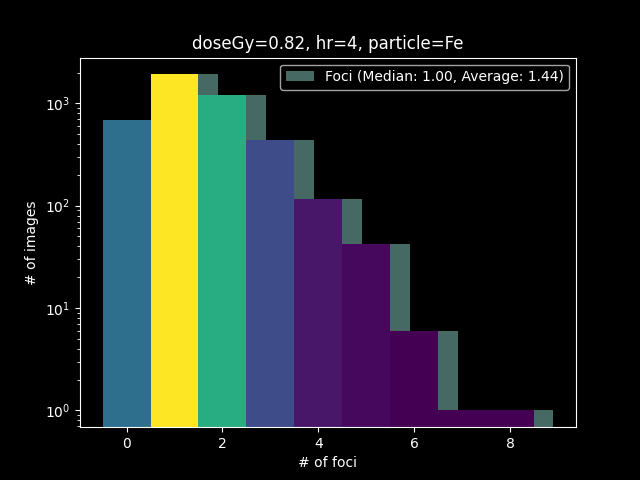 doseGy=0.82, hr=4, particle=Fe
Foci (Median: 1.00, Average: 1.44)
10³
10²
10¹
10⁰
# of images
0 2 4 6 8
# of foci